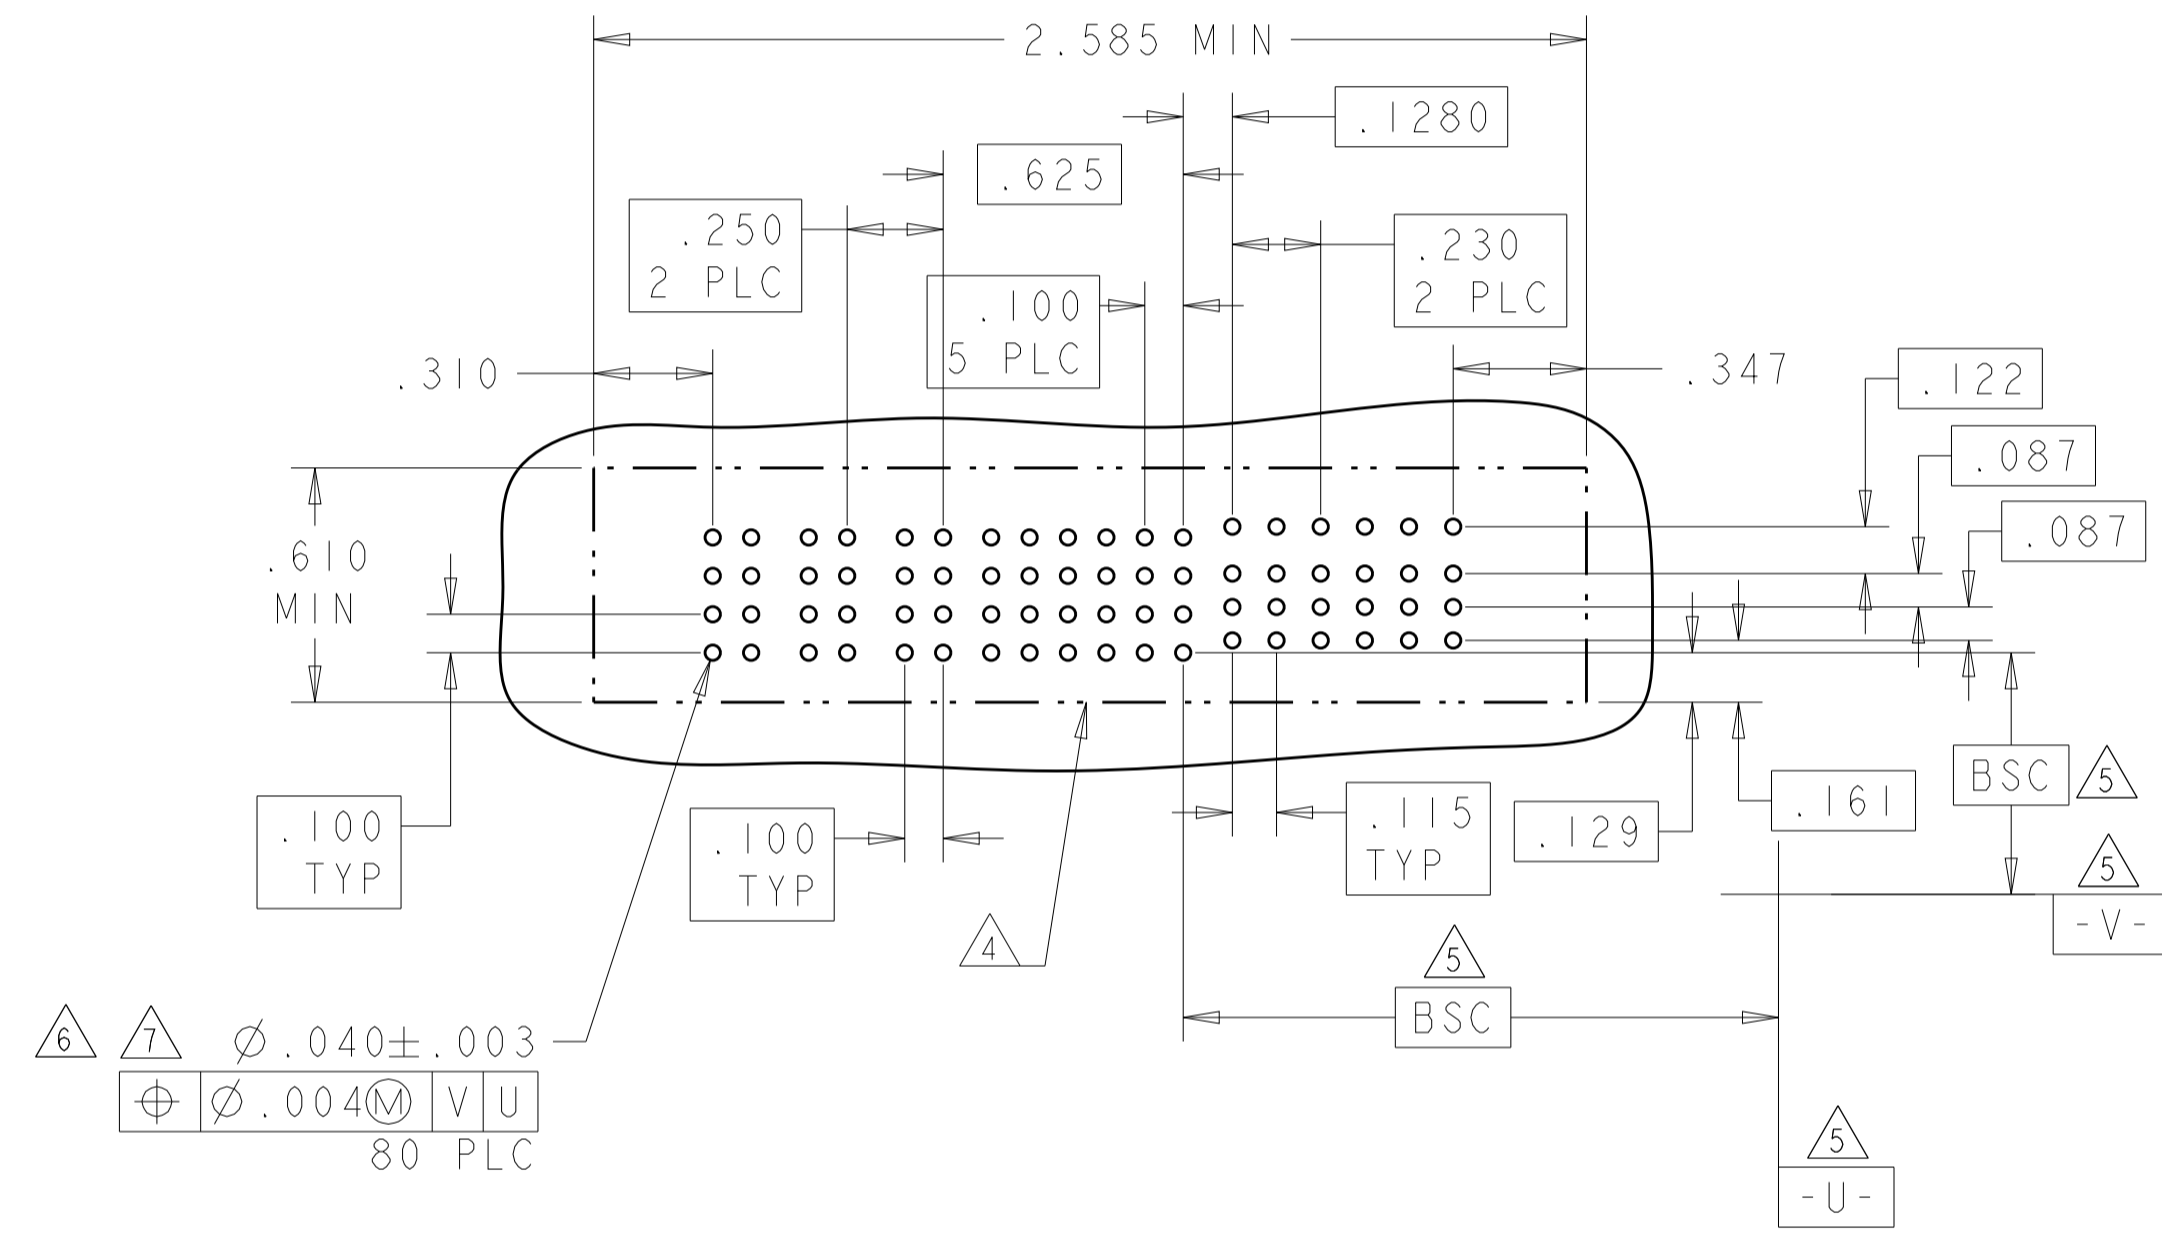 2.585 MIN
.1280
.625
.250
2 PLC
.230
2 PLC
.100
5 PLC
.310
.347
.122
.087
.087
.610
MIN
BSC
5
.100
TYP
.100
TYP
.115
TYP
.129
.161
5
-V-
4
5
BSC
6 7 Ø.040±.003
⌖ Ø.004Ⓜ V U
80 PLC
5
-U-